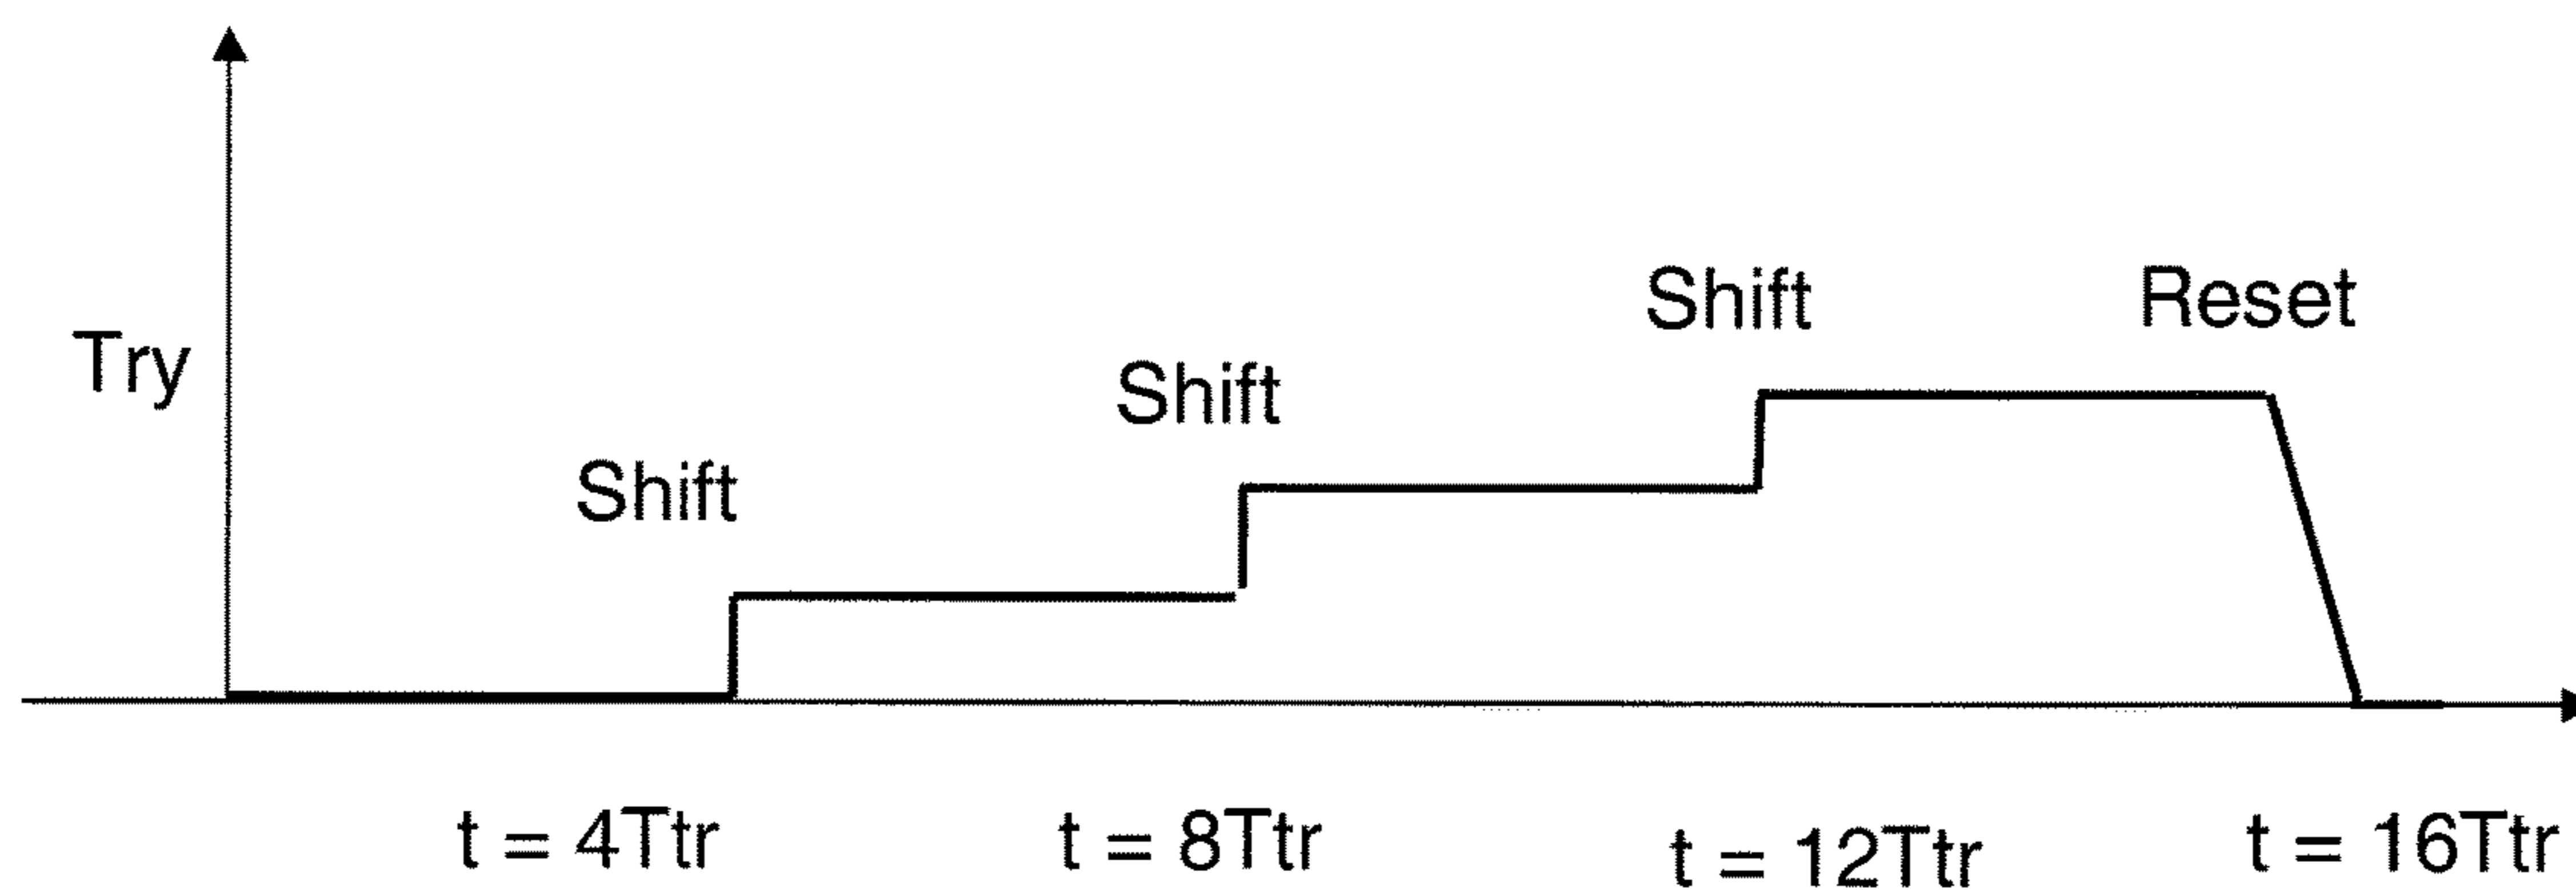 Shift
Reset
Try
Shift
Shift
t = 4Ttr
t = 8Ttr
t = 12Ttr
t = 16Ttr